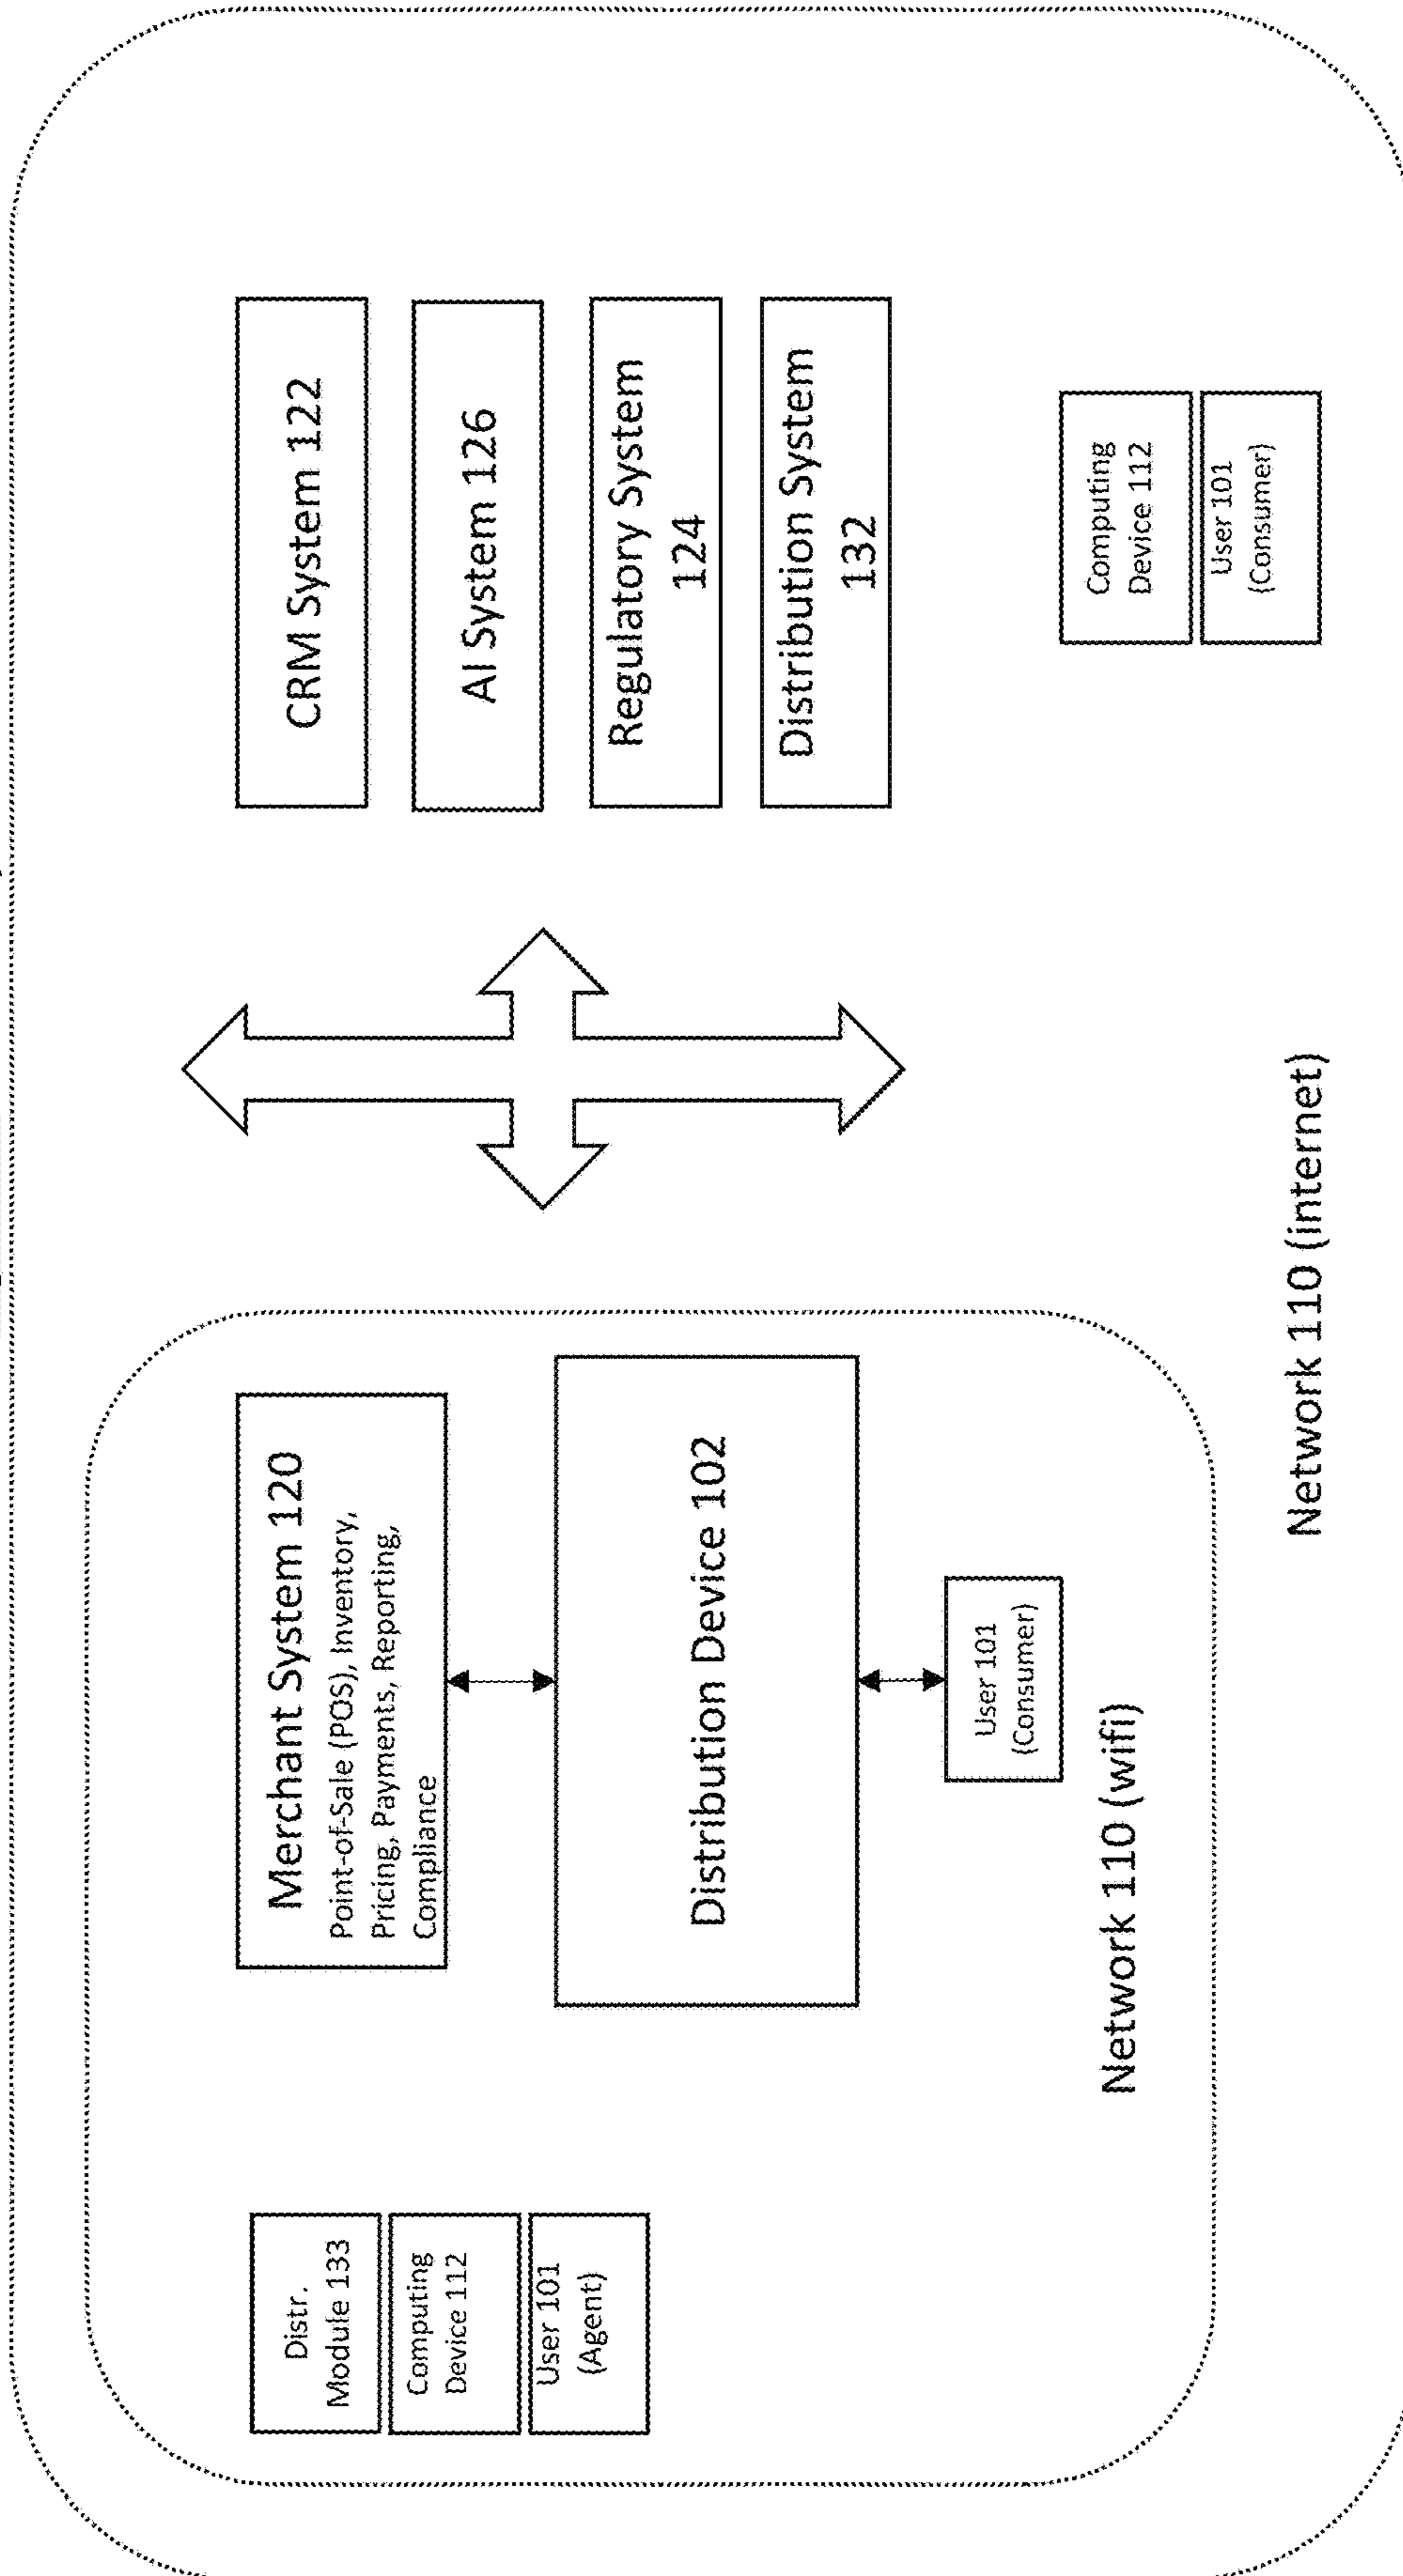 Distr.
Module 133
Computing
Device 112
User 101
(Agent)
Merchant System 120
Point-of-Sale (POS), Inventory,
Pricing, Payments, Reporting,
Compliance
Distribution Device 102
User 101
(Consumer)
Network 110 (wifi)
CRM System 122
AI System 126
Regulatory System
124
Distribution System
132
Computing
Device 112
User 101
(Consumer)
Network 110 (internet)